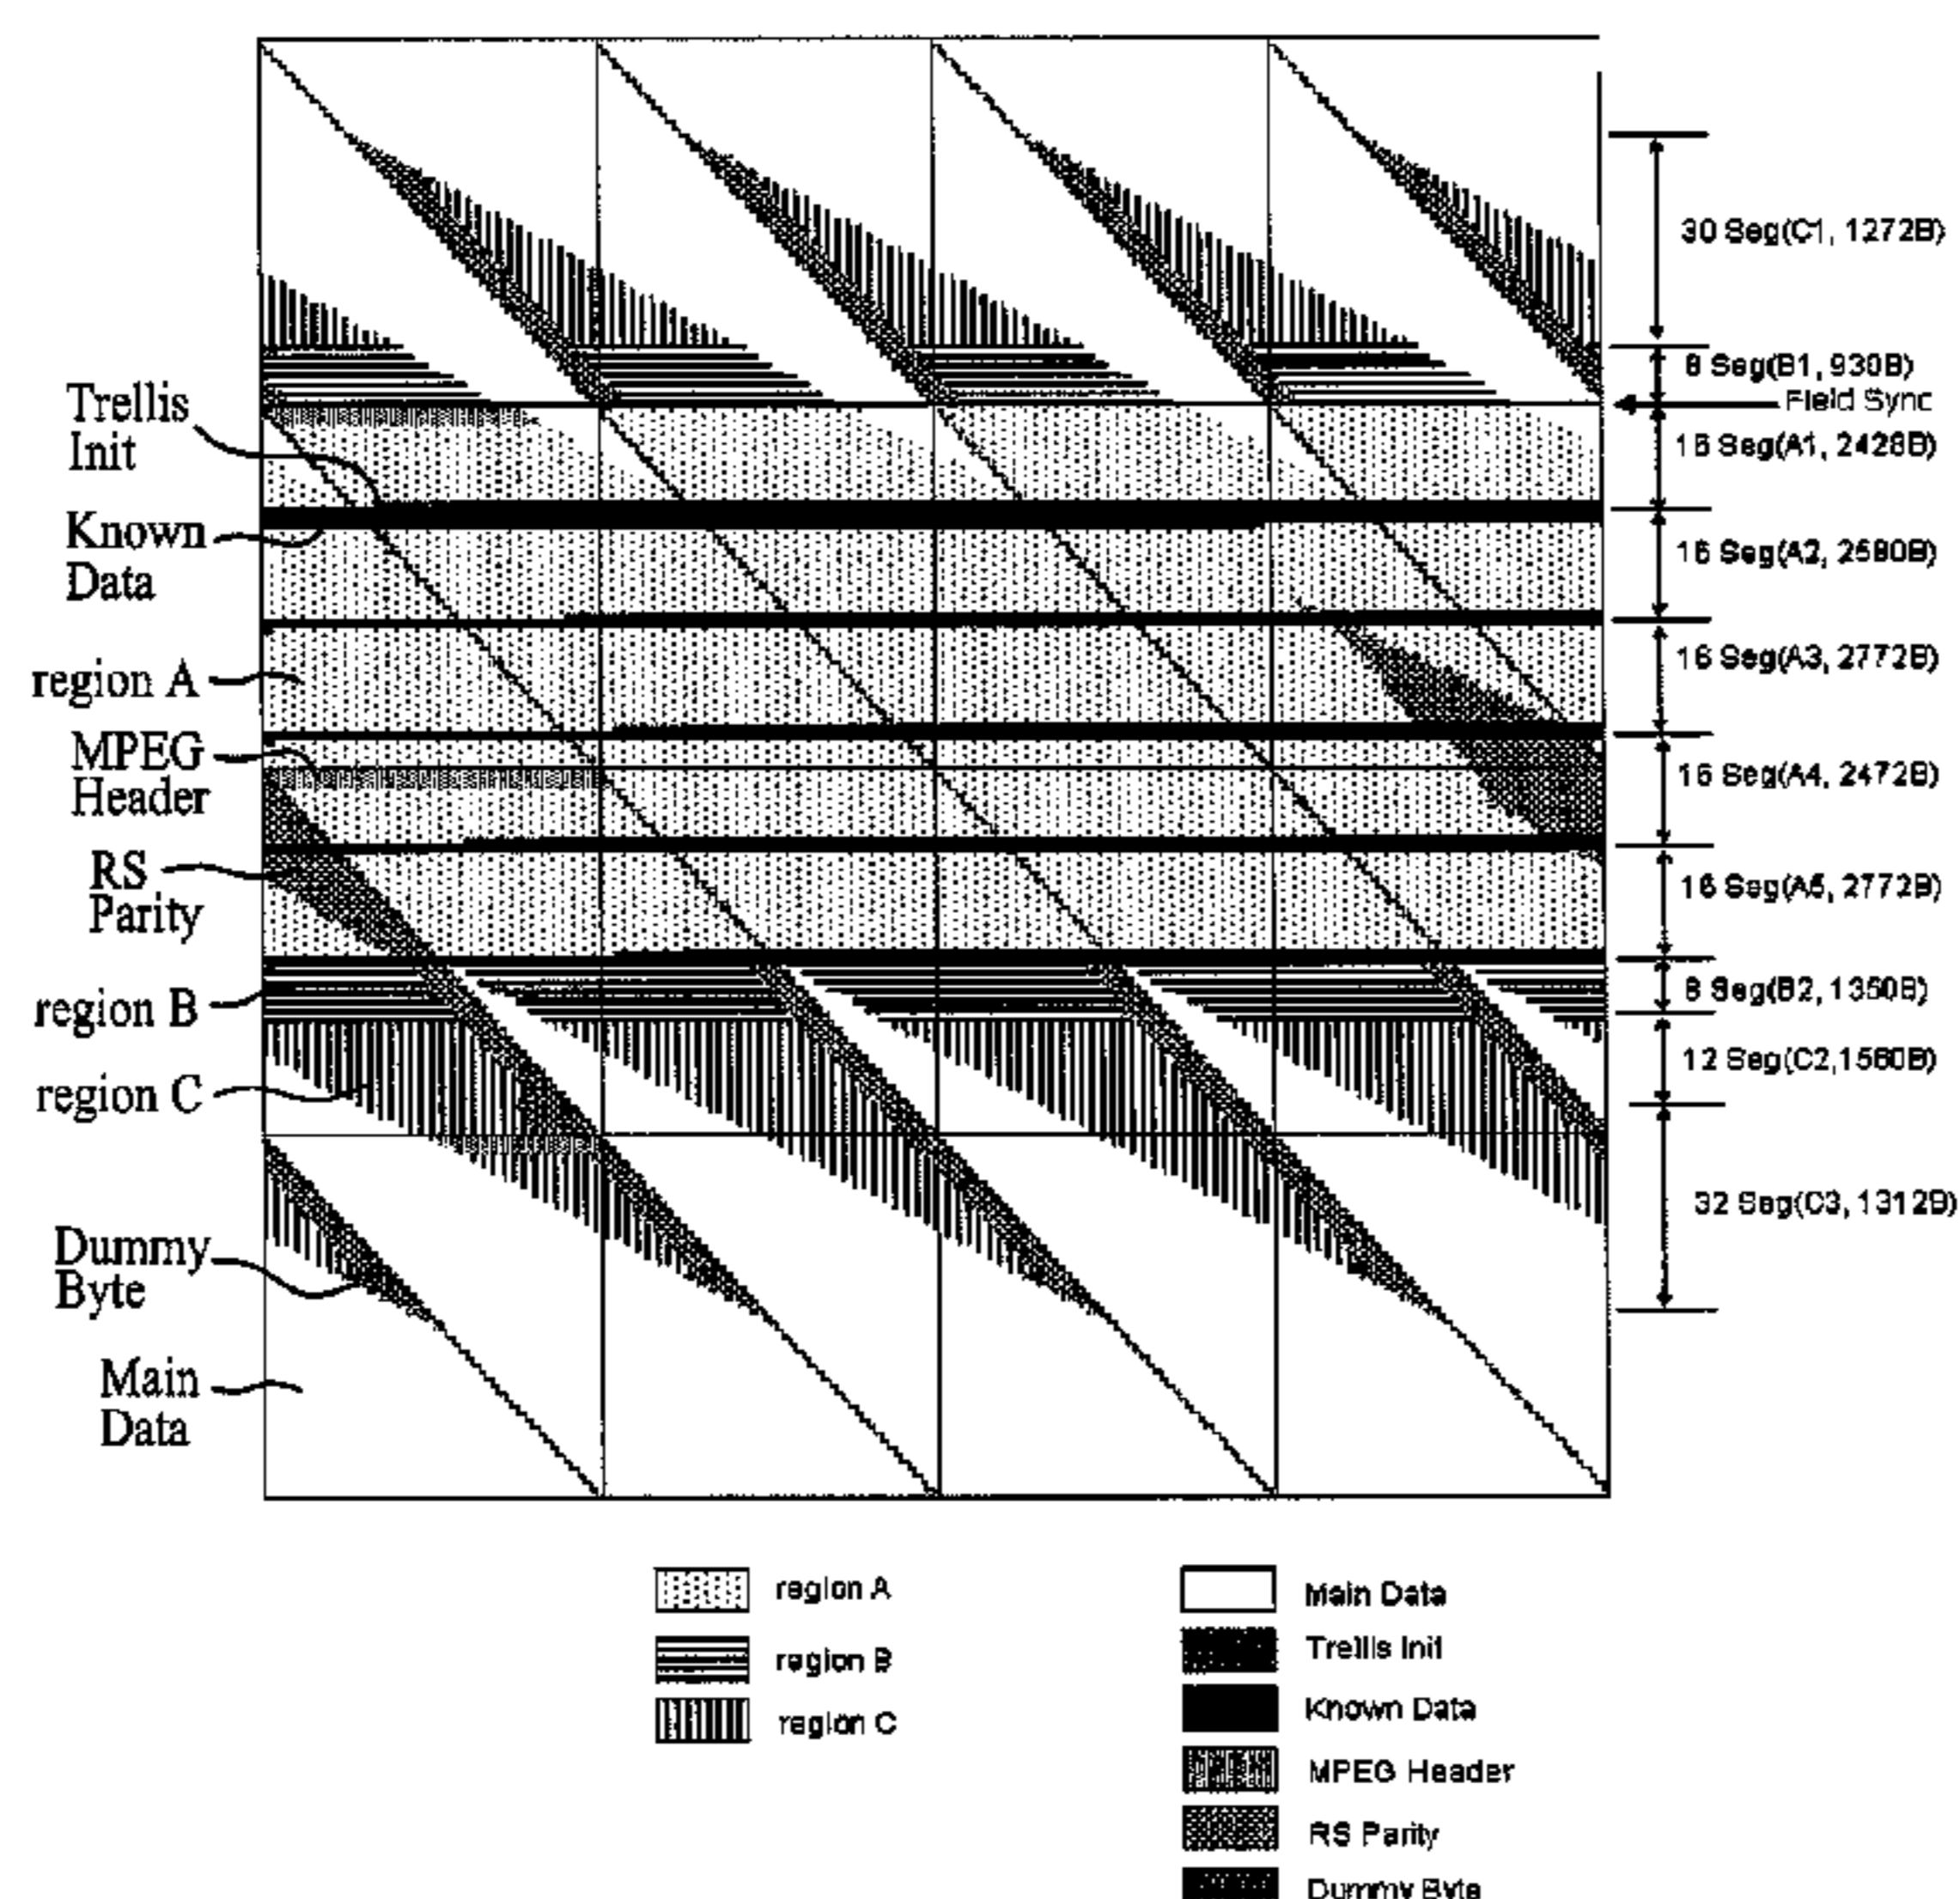 30 Seg(C1, 1272B)
8 Seg(B1, 930B)
Field Sync
Trellis
Init
16 Seg(A1, 2428B)
Known
Data
16 Seg(A2, 2580B)
region A
16 Seg(A3, 2772B)
MPEG
Header
16 Seg(A4, 2472B)
RS
Parity
16 Seg(A5, 2772B)
region B
8 Seg(B2, 1350B)
region C
12 Seg(C2,1560B)
32 Seg(C3, 1312B)
Dummy
Byte
Main
Data
region A
region B
region C
Main Data
Trellis Init
Known Data
MPEG Header
RS Parity
Dummy Byte